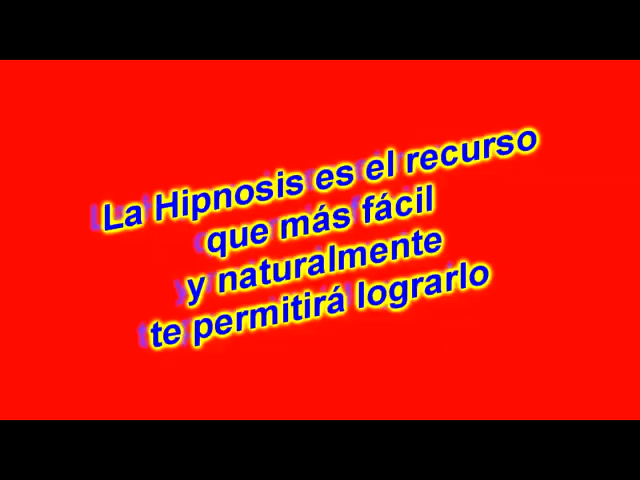 La Hipnosis es el recurso
que más fácil
y naturalmente
te permitirá lograrlo